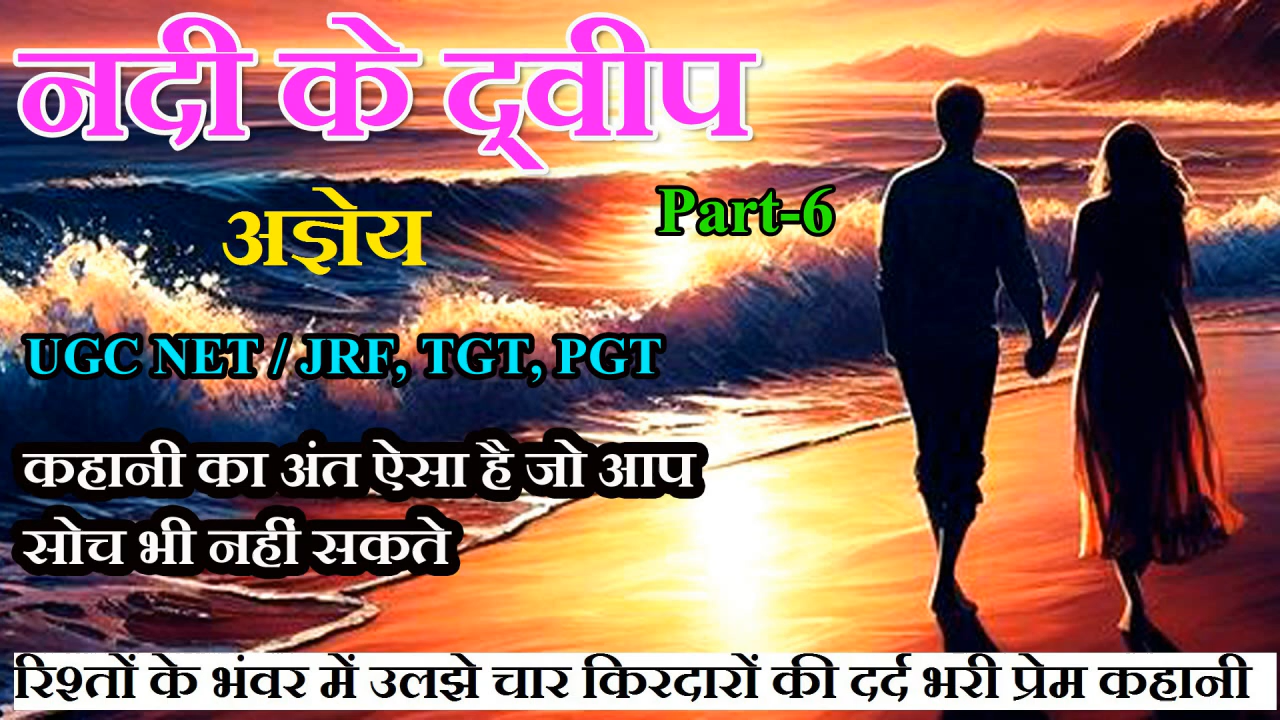 नदी के द्वीप
अज्ञेय
Part-6
UGC NET / JRF, TGT, PGT
कहानी का अंत ऐसा है जो आप
सोच भी नहीं सकते
रिश्तों के भंवर में उलझे चार किरदारों की दर्द भरी प्रेम कहानी